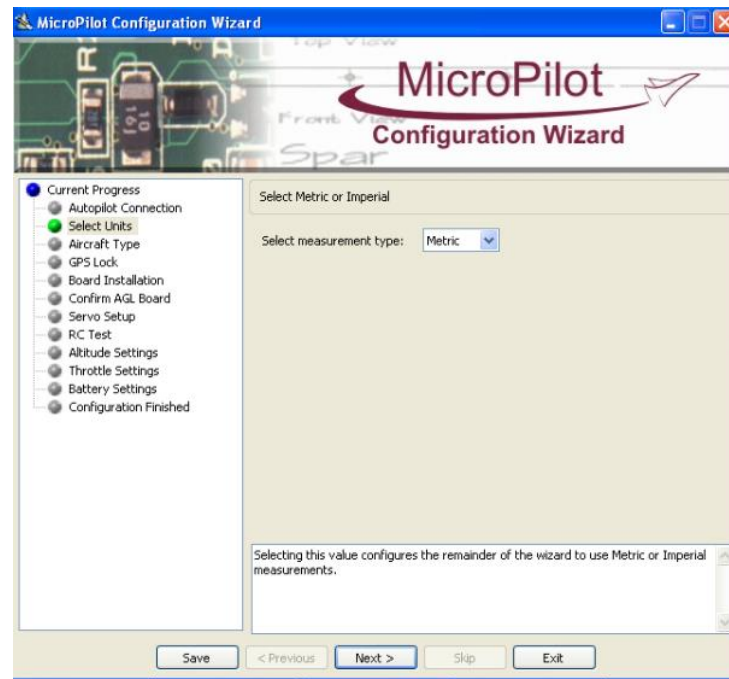 MicroPilot Configuration Wizard
Top View
MicroPilot
Front View
Configuration Wizard
Spar
10
16j
Current Progress
Autopilot Connection
Select Units
Aircraft Type
GPS Lock
Board Installation
Confirm AGL Board
Servo Setup
RC Test
Altitude Settings
Throttle Settings
Battery Settings
Configuration Finished
Select Metric or Imperial
Select measurement type: Metric
Selecting this value configures the remainder of the wizard to use Metric or Imperial
measurements.
Save < Previous Next > Skip Exit